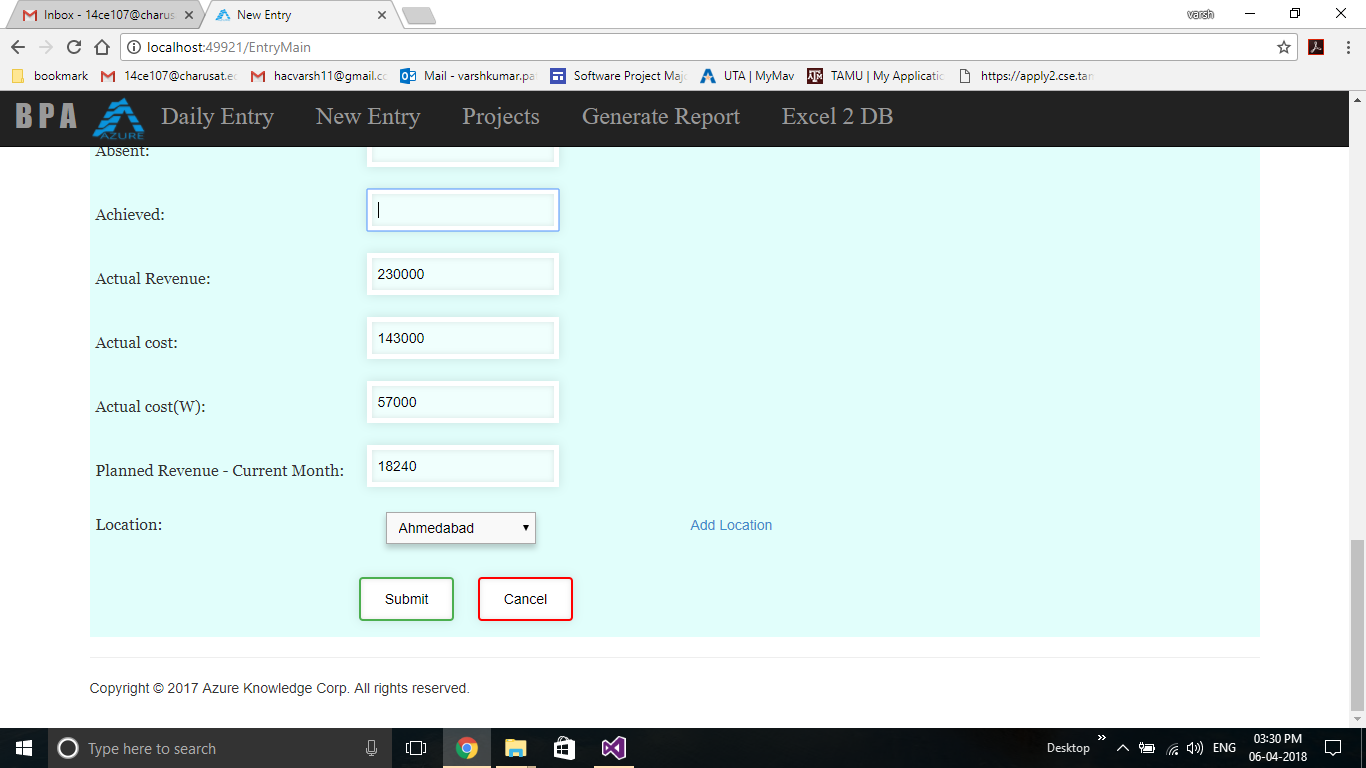 Inbox - 14ce107@charus
New Entry
varsh
localhost:49921/EntryMain
bookmark
14ce107@charusat.e
hacvarsh11@gmail.c
Mail - varshkumar.pa
Software Project Maj
UTA | MyMav
TAMU | My Applicati
https://apply2.cse.tan
BPA
AZURE
Daily Entry
New Entry
Projects
Generate Report
Excel 2 DB
Absent:
Achieved:
Actual Revenue:
230000
Actual cost:
143000
Actual cost(W):
57000
Planned Revenue - Current Month:
18240
Location:
Ahmedabad
Add Location
Submit
Cancel
Copyright © 2017 Azure Knowledge Corp. All rights reserved.
Type here to search
Desktop
ENG
03:30 PM
06-04-2018